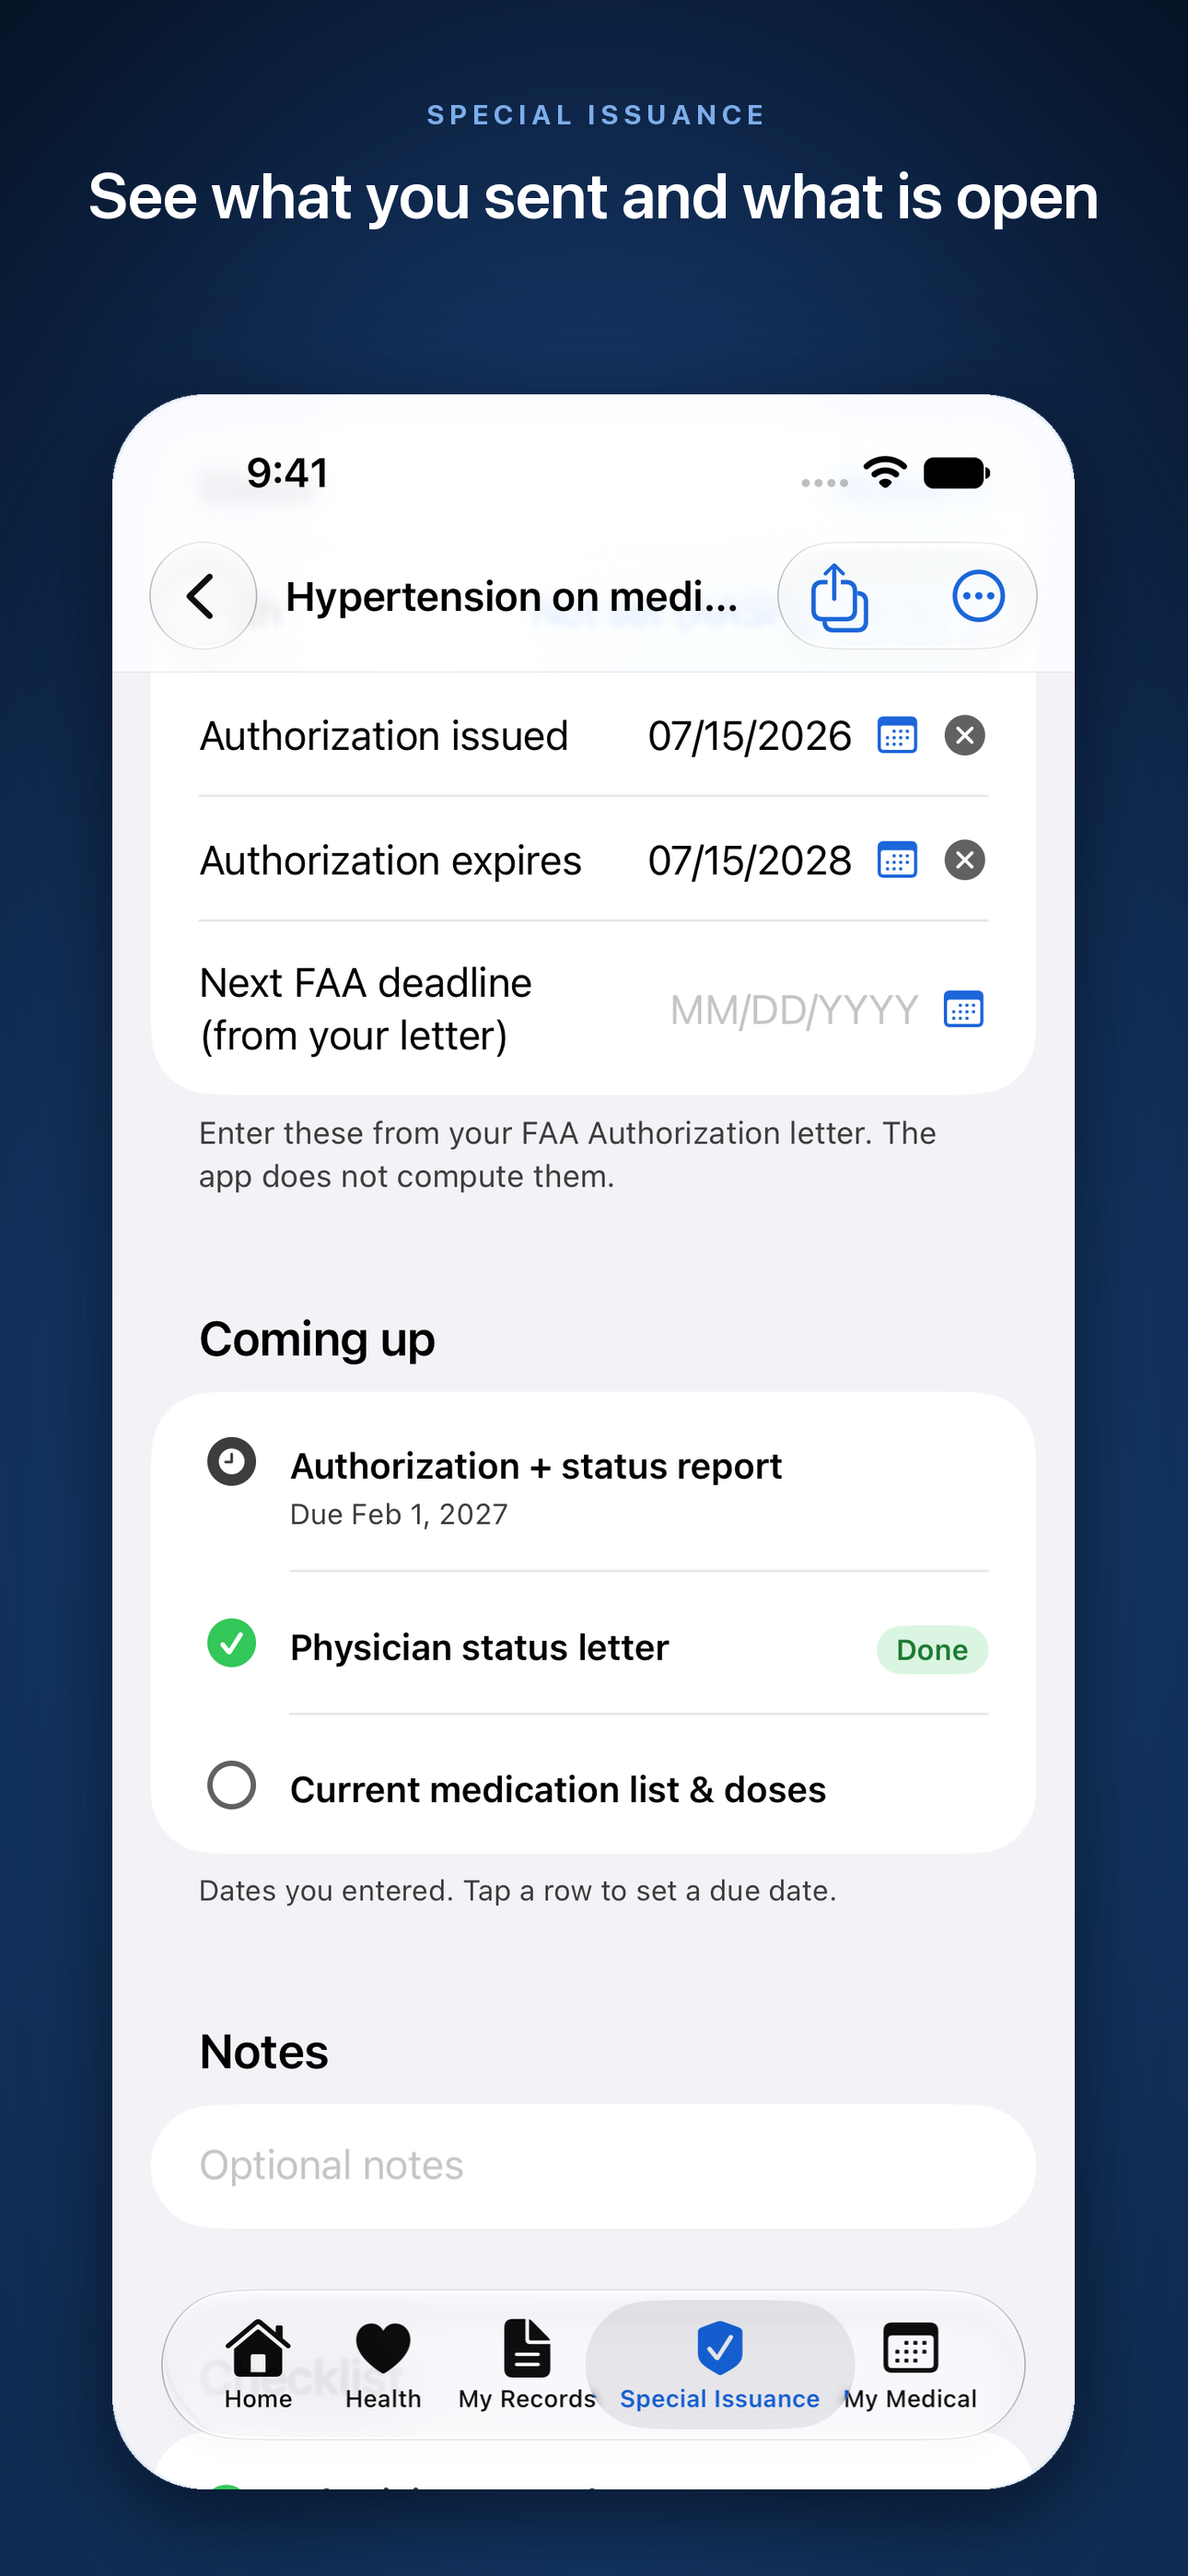 SPECIAL ISSUANCE
See what you sent and what is open
9:41
Hypertension on medi...
Authorization issued 07/15/2026
Authorization expires 07/15/2028
Next FAA deadline
(from your letter) MM/DD/YYYY
Enter these from your FAA Authorization letter. The
app does not compute them.
Coming up
Authorization + status report
Due Feb 1, 2027
Physician status letter Done
Current medication list & doses
Dates you entered. Tap a row to set a due date.
Notes
Optional notes
Checklist
Home Health My Records Special Issuance My Medical